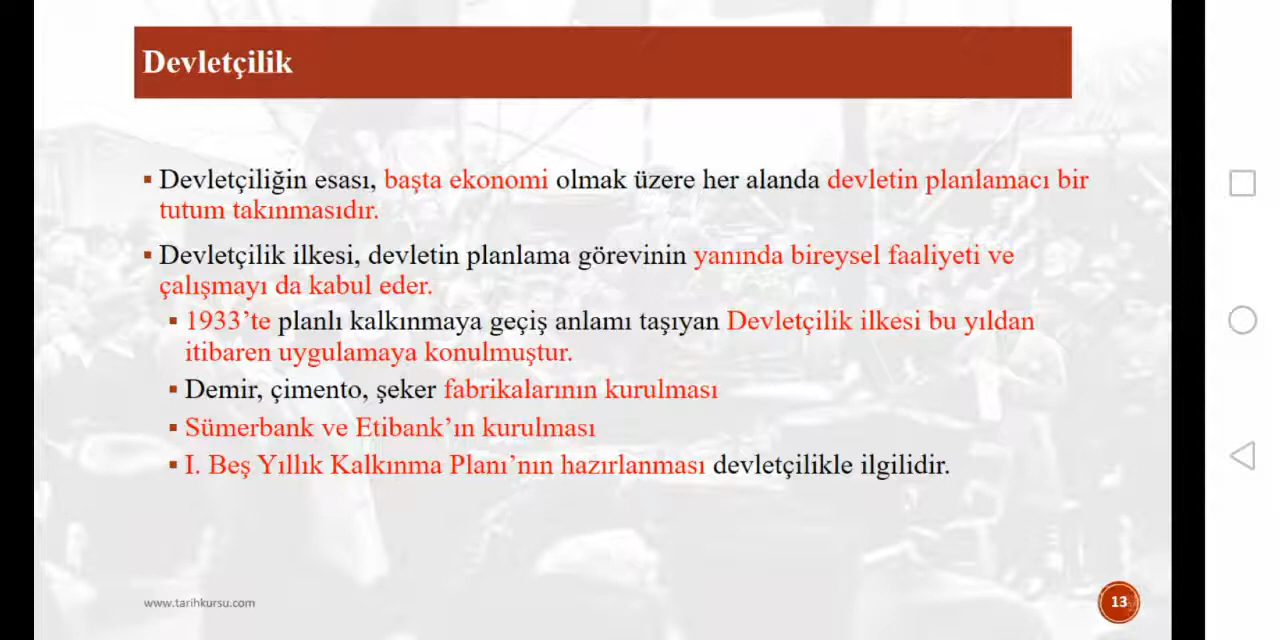 Devletçilik
▪ Devletçiliğin esası, başta ekonomi olmak üzere her alanda devletin planlamacı bir
tutum takınmasıdır.
▪ Devletçilik ilkesi, devletin planlama görevinin yanında bireysel faaliyeti ve
çalışmayı da kabul eder.
▪ 1933’te planlı kalkınmaya geçiş anlamı taşıyan Devletçilik ilkesi bu yıldan
itibaren uygulamaya konulmuştur.
▪ Demir, çimento, şeker fabrikalarının kurulması
▪ Sümerbank ve Etibank’ın kurulması
▪ I. Beş Yıllık Kalkınma Planı’nın hazırlanması devletçilikle ilgilidir.
www.tarihkursu.com
13